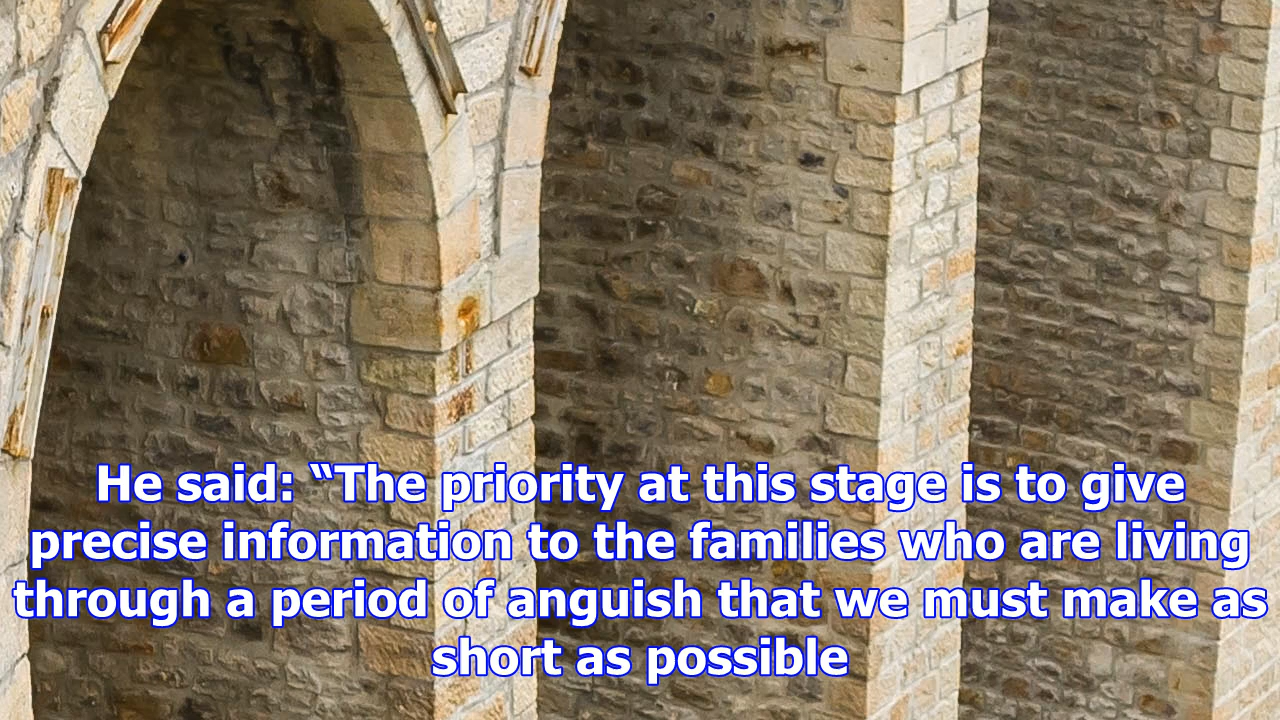 He said: “The priority at this stage is to give
precise information to the families who are living
through a period of anguish that we must make as
short as possible